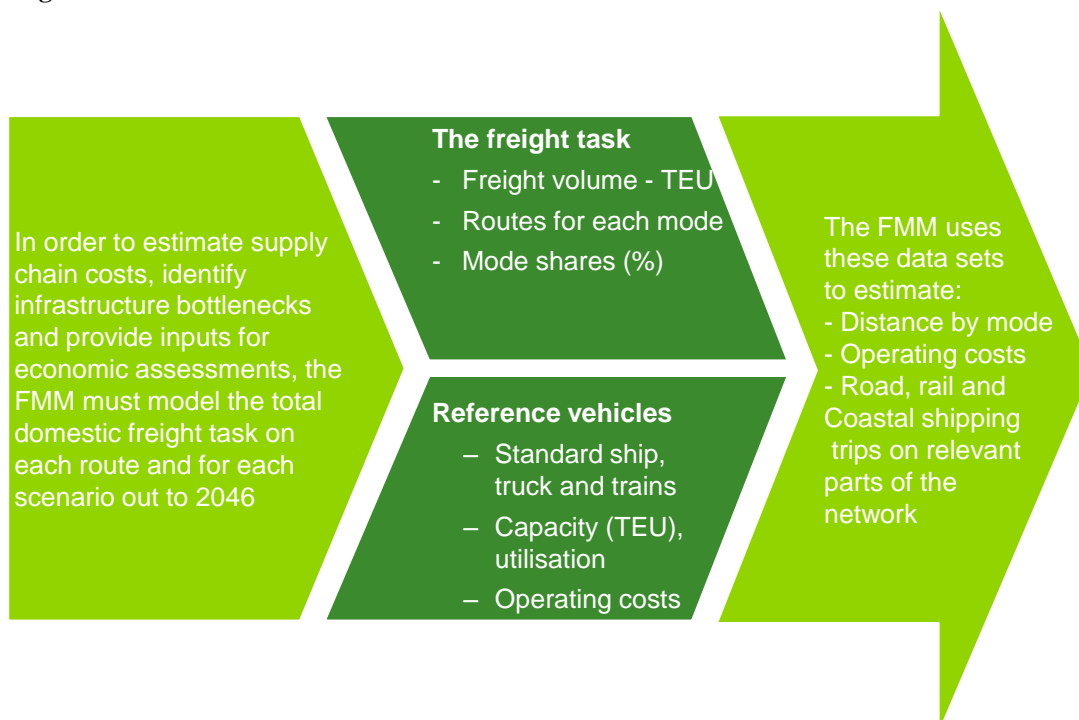 In order to estimate supply
chain costs, identify
infrastructure bottlenecks
and provide inputs for
economic assessments, the
FMM must model the total
domestic freight task on
each route and for each
scenario out to 2046
The freight task
- Freight volume - TEU
- Routes for each mode
- Mode shares (%)
Reference vehicles
– Standard ship,
truck and trains
– Capacity (TEU),
utilisation
– Operating costs
The FMM uses
these data sets
to estimate:
- Distance by mode
- Operating costs
- Road, rail and
Coastal shipping
trips on relevant
parts of the
network